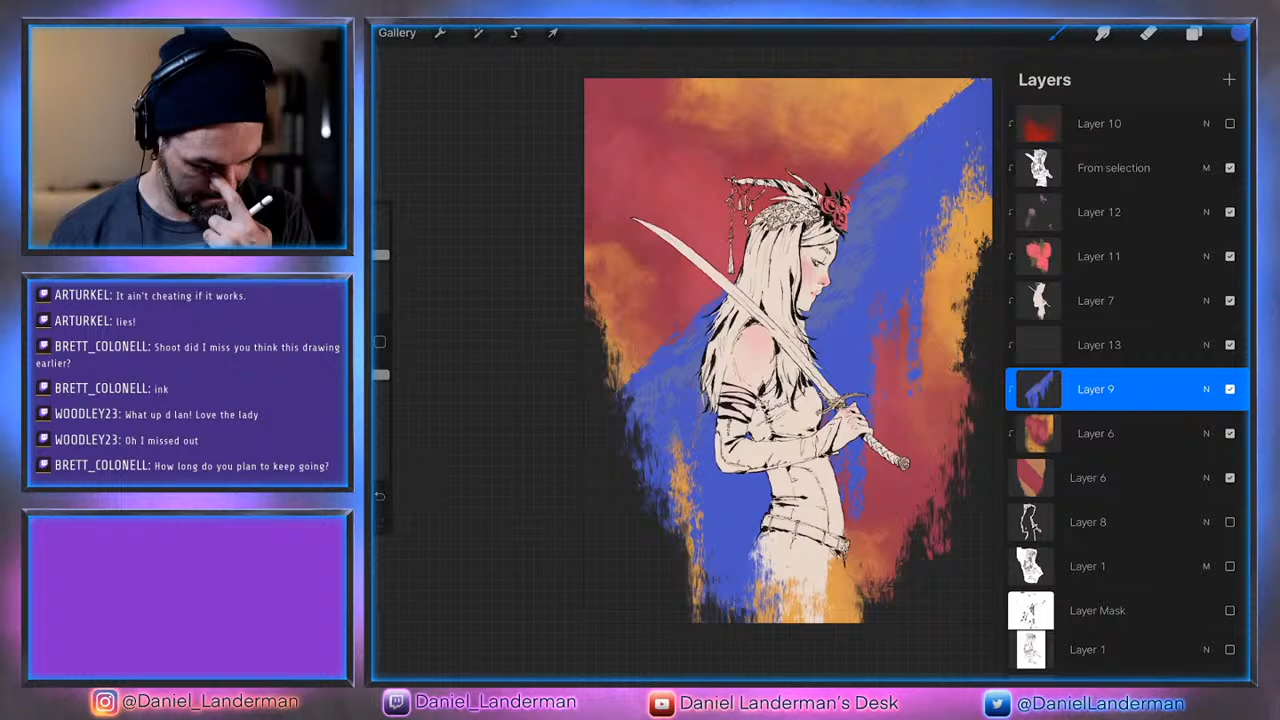 Gallery
Layers
Layer 10 N
From selection M
Layer 12 N
Layer 11 N
Layer 7 N
Layer 13 N
Layer 9 N
Layer 6 N
Layer 6 N
Layer 8 N
Layer 1 M
Layer Mask
Layer 1 N
ARTURKEL: It ain't cheating if it works.
ARTURKEL: lies!
BRETT_COLONELL: Shoot did I miss you think this drawing
earlier?
BRETT_COLONELL: ink
WOODLEY23: What up d lan! Love the lady
WOODLEY23: Oh I missed out
BRETT_COLONELL: How long do you plan to keep going?
@Daniel_Landerman
Daniel_Landerman
Daniel Landerman's Desk
@DanielLanderman